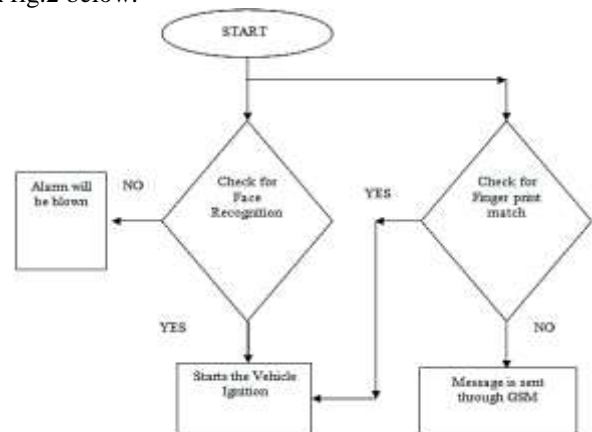 fig.2 below.
START
Alarm will
be blown
NO
Check for
Face
Recognition
YES
Check for
Finger print
match
YES
NO
Starts the Vehicle
Ignition
Message is sent
through GSM